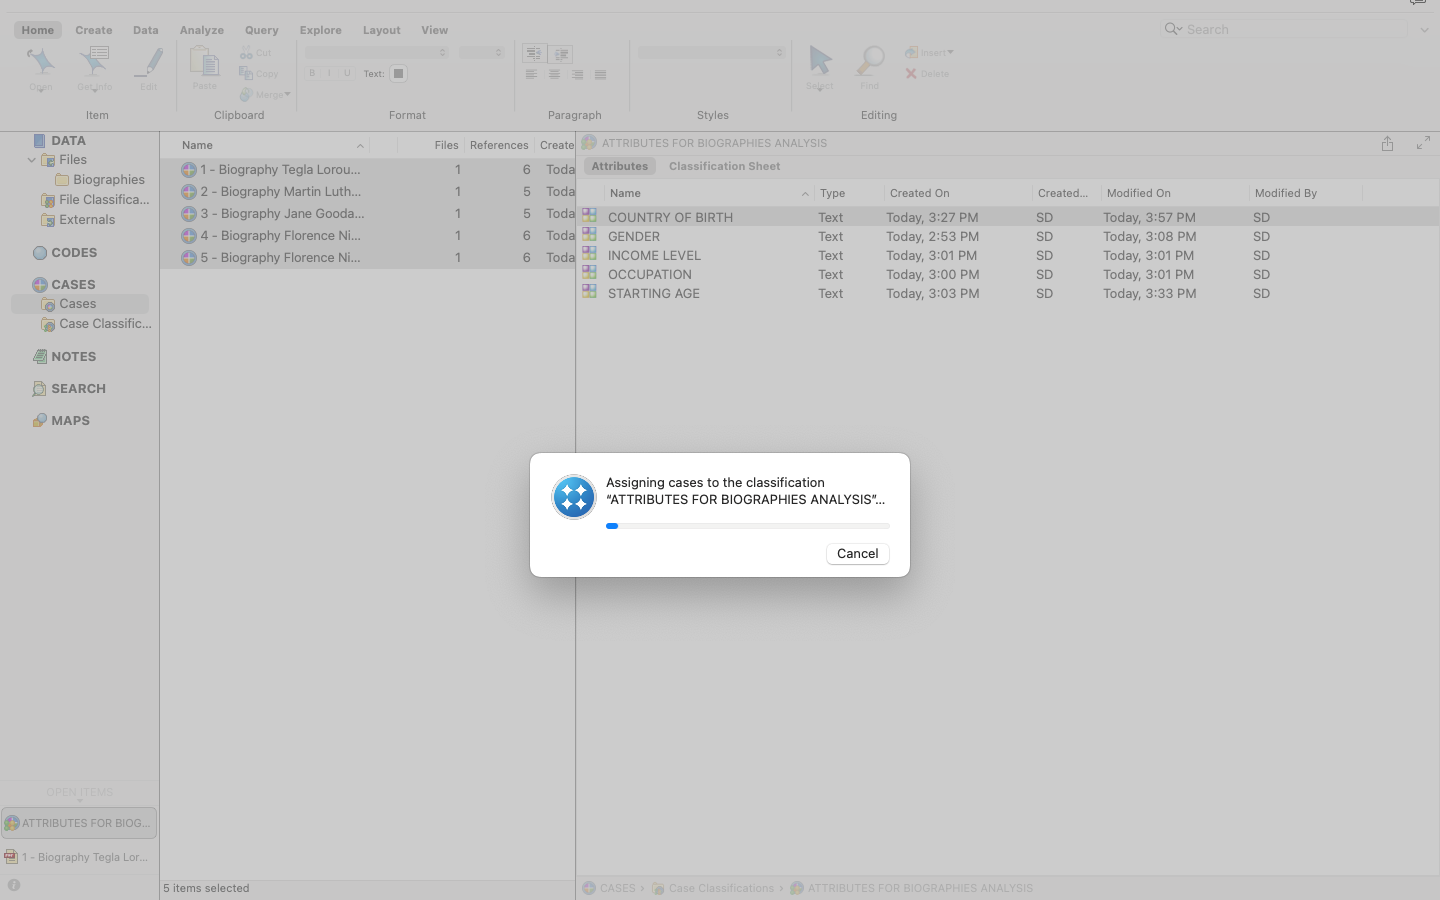 Home Create Data Analyze Query Explore Layout View
Search
Open Get Info Edit
Item
Paste Cut
Copy
Merge
Clipboard
B I U Text:
Format
Paragraph
Styles
Select Find
Insert
Delete
Editing
DATA
Files
Biographies
File Classifica...
Externals
CODES
CASES
Cases
Case Classific...
NOTES
SEARCH
MAPS
OPEN ITEMS
ATTRIBUTES FOR BIOG...
1 - Biography Tegla Lor...
Name Files References Create
1 - Biography Tegla Lorou... 1 6 Toda
2 - Biography Martin Luth... 1 5 Toda
3 - Biography Jane Gooda... 1 5 Toda
4 - Biography Florence Ni... 1 6 Toda
5 - Biography Florence Ni... 1 6 Toda
5 items selected
ATTRIBUTES FOR BIOGRAPHIES ANALYSIS
Attributes Classification Sheet
Name Type Created On Created... Modified On Modified By
COUNTRY OF BIRTH Text Today, 3:27 PM SD Today, 3:57 PM SD
GENDER Text Today, 2:53 PM SD Today, 3:08 PM SD
INCOME LEVEL Text Today, 3:01 PM SD Today, 3:01 PM SD
OCCUPATION Text Today, 3:00 PM SD Today, 3:01 PM SD
STARTING AGE Text Today, 3:03 PM SD Today, 3:33 PM SD
Assigning cases to the classification
“ATTRIBUTES FOR BIOGRAPHIES ANALYSIS”...
Cancel
CASES › Case Classifications › ATTRIBUTES FOR BIOGRAPHIES ANALYSIS